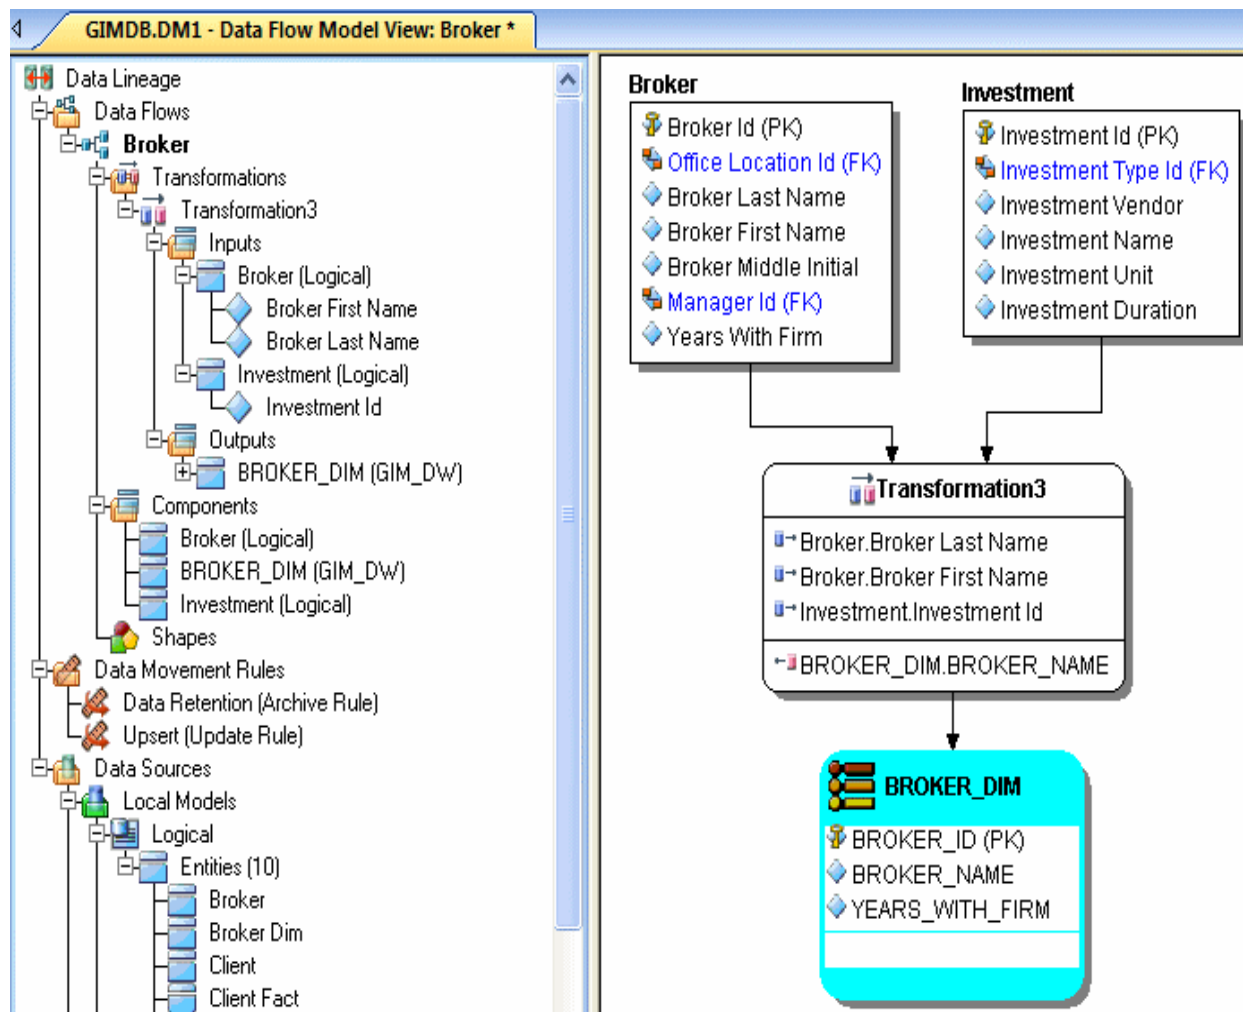 GIMDB.DM1 - Data Flow Model View: Broker *
Data Lineage
Data Flows
Broker
Transformations
Transformation3
Inputs
Broker (Logical)
Broker First Name
Broker Last Name
Investment (Logical)
Investment Id
Outputs
BROKER_DIM (GIM_DW)
Components
Broker (Logical)
BROKER_DIM (GIM_DW)
Investment (Logical)
Shapes
Data Movement Rules
Data Retention (Archive Rule)
Upsert (Update Rule)
Data Sources
Local Models
Logical
Entities (10)
Broker
Broker Dim
Client
Client Fact
Broker
Broker Id (PK)
Office Location Id (FK)
Broker Last Name
Broker First Name
Broker Middle Initial
Manager Id (FK)
Years With Firm
Investment
Investment Id (PK)
Investment Type Id (FK)
Investment Vendor
Investment Name
Investment Unit
Investment Duration
Transformation3
Broker.Broker Last Name
Broker.Broker First Name
Investment.Investment Id
BROKER_DIM.BROKER_NAME
BROKER_DIM
BROKER_ID (PK)
BROKER_NAME
YEARS_WITH_FIRM